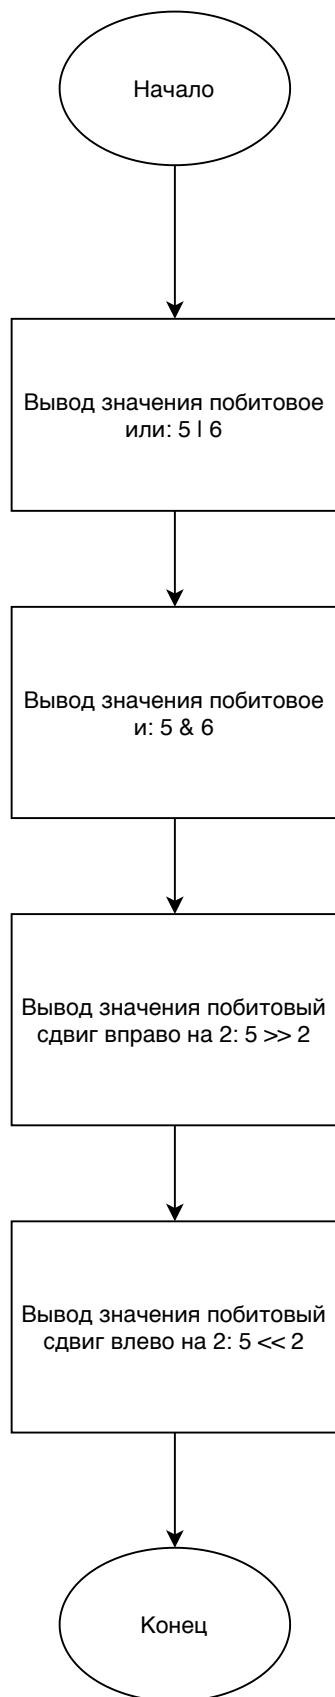 Начало
Вывод значения побитовое
или: 5 | 6
Вывод значения побитовое
и: 5 & 6
Вывод значения побитовый
сдвиг вправо на 2: 5 >> 2
Вывод значения побитовый
сдвиг влево на 2: 5 << 2
Конец